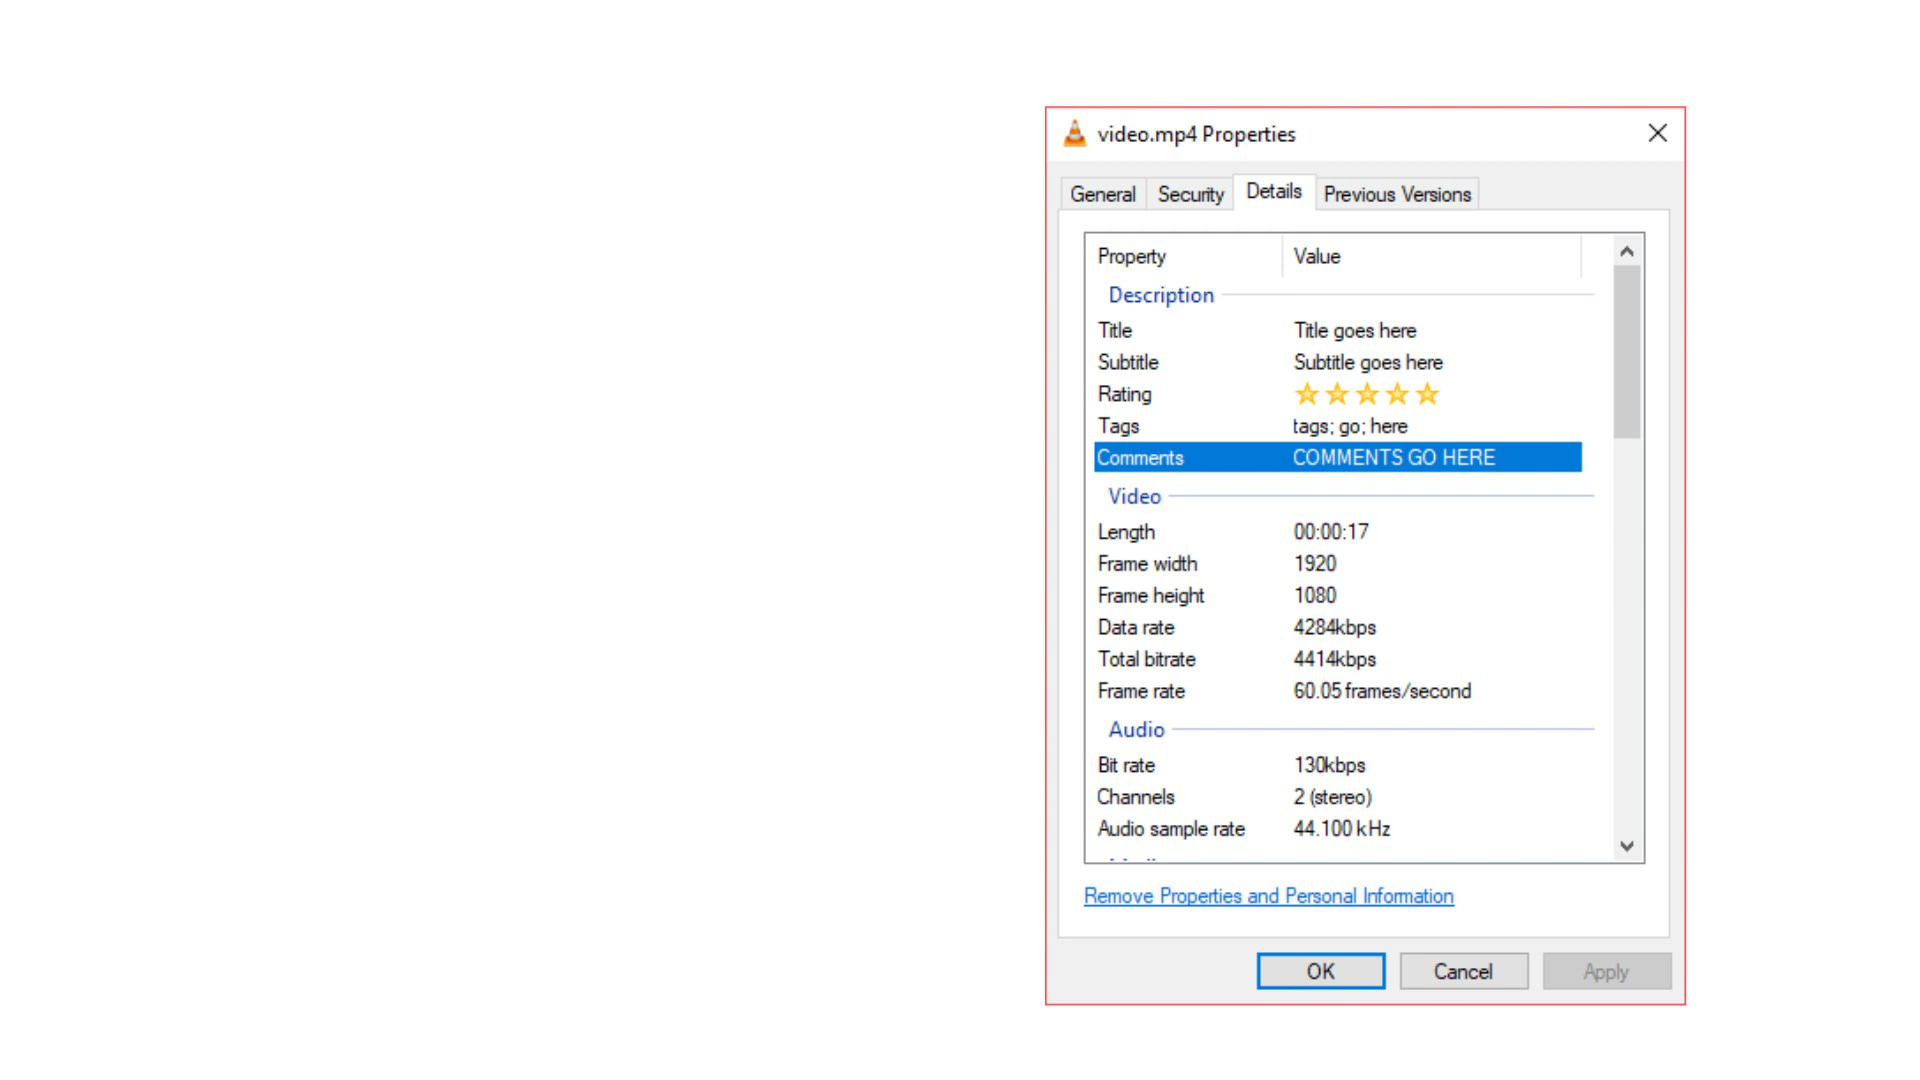 video.mp4 Properties
General Security Details Previous Versions
Property Value
Description
Title Title goes here
Subtitle Subtitle goes here
Rating
Tags tags; go; here
Comments COMMENTS GO HERE
Video
Length 00:00:17
Frame width 1920
Frame height 1080
Data rate 4284kbps
Total bitrate 4414kbps
Frame rate 60.05 frames/second
Audio
Bit rate 130kbps
Channels 2 (stereo)
Audio sample rate 44.100 kHz
Remove Properties and Personal Information
OK Cancel Apply